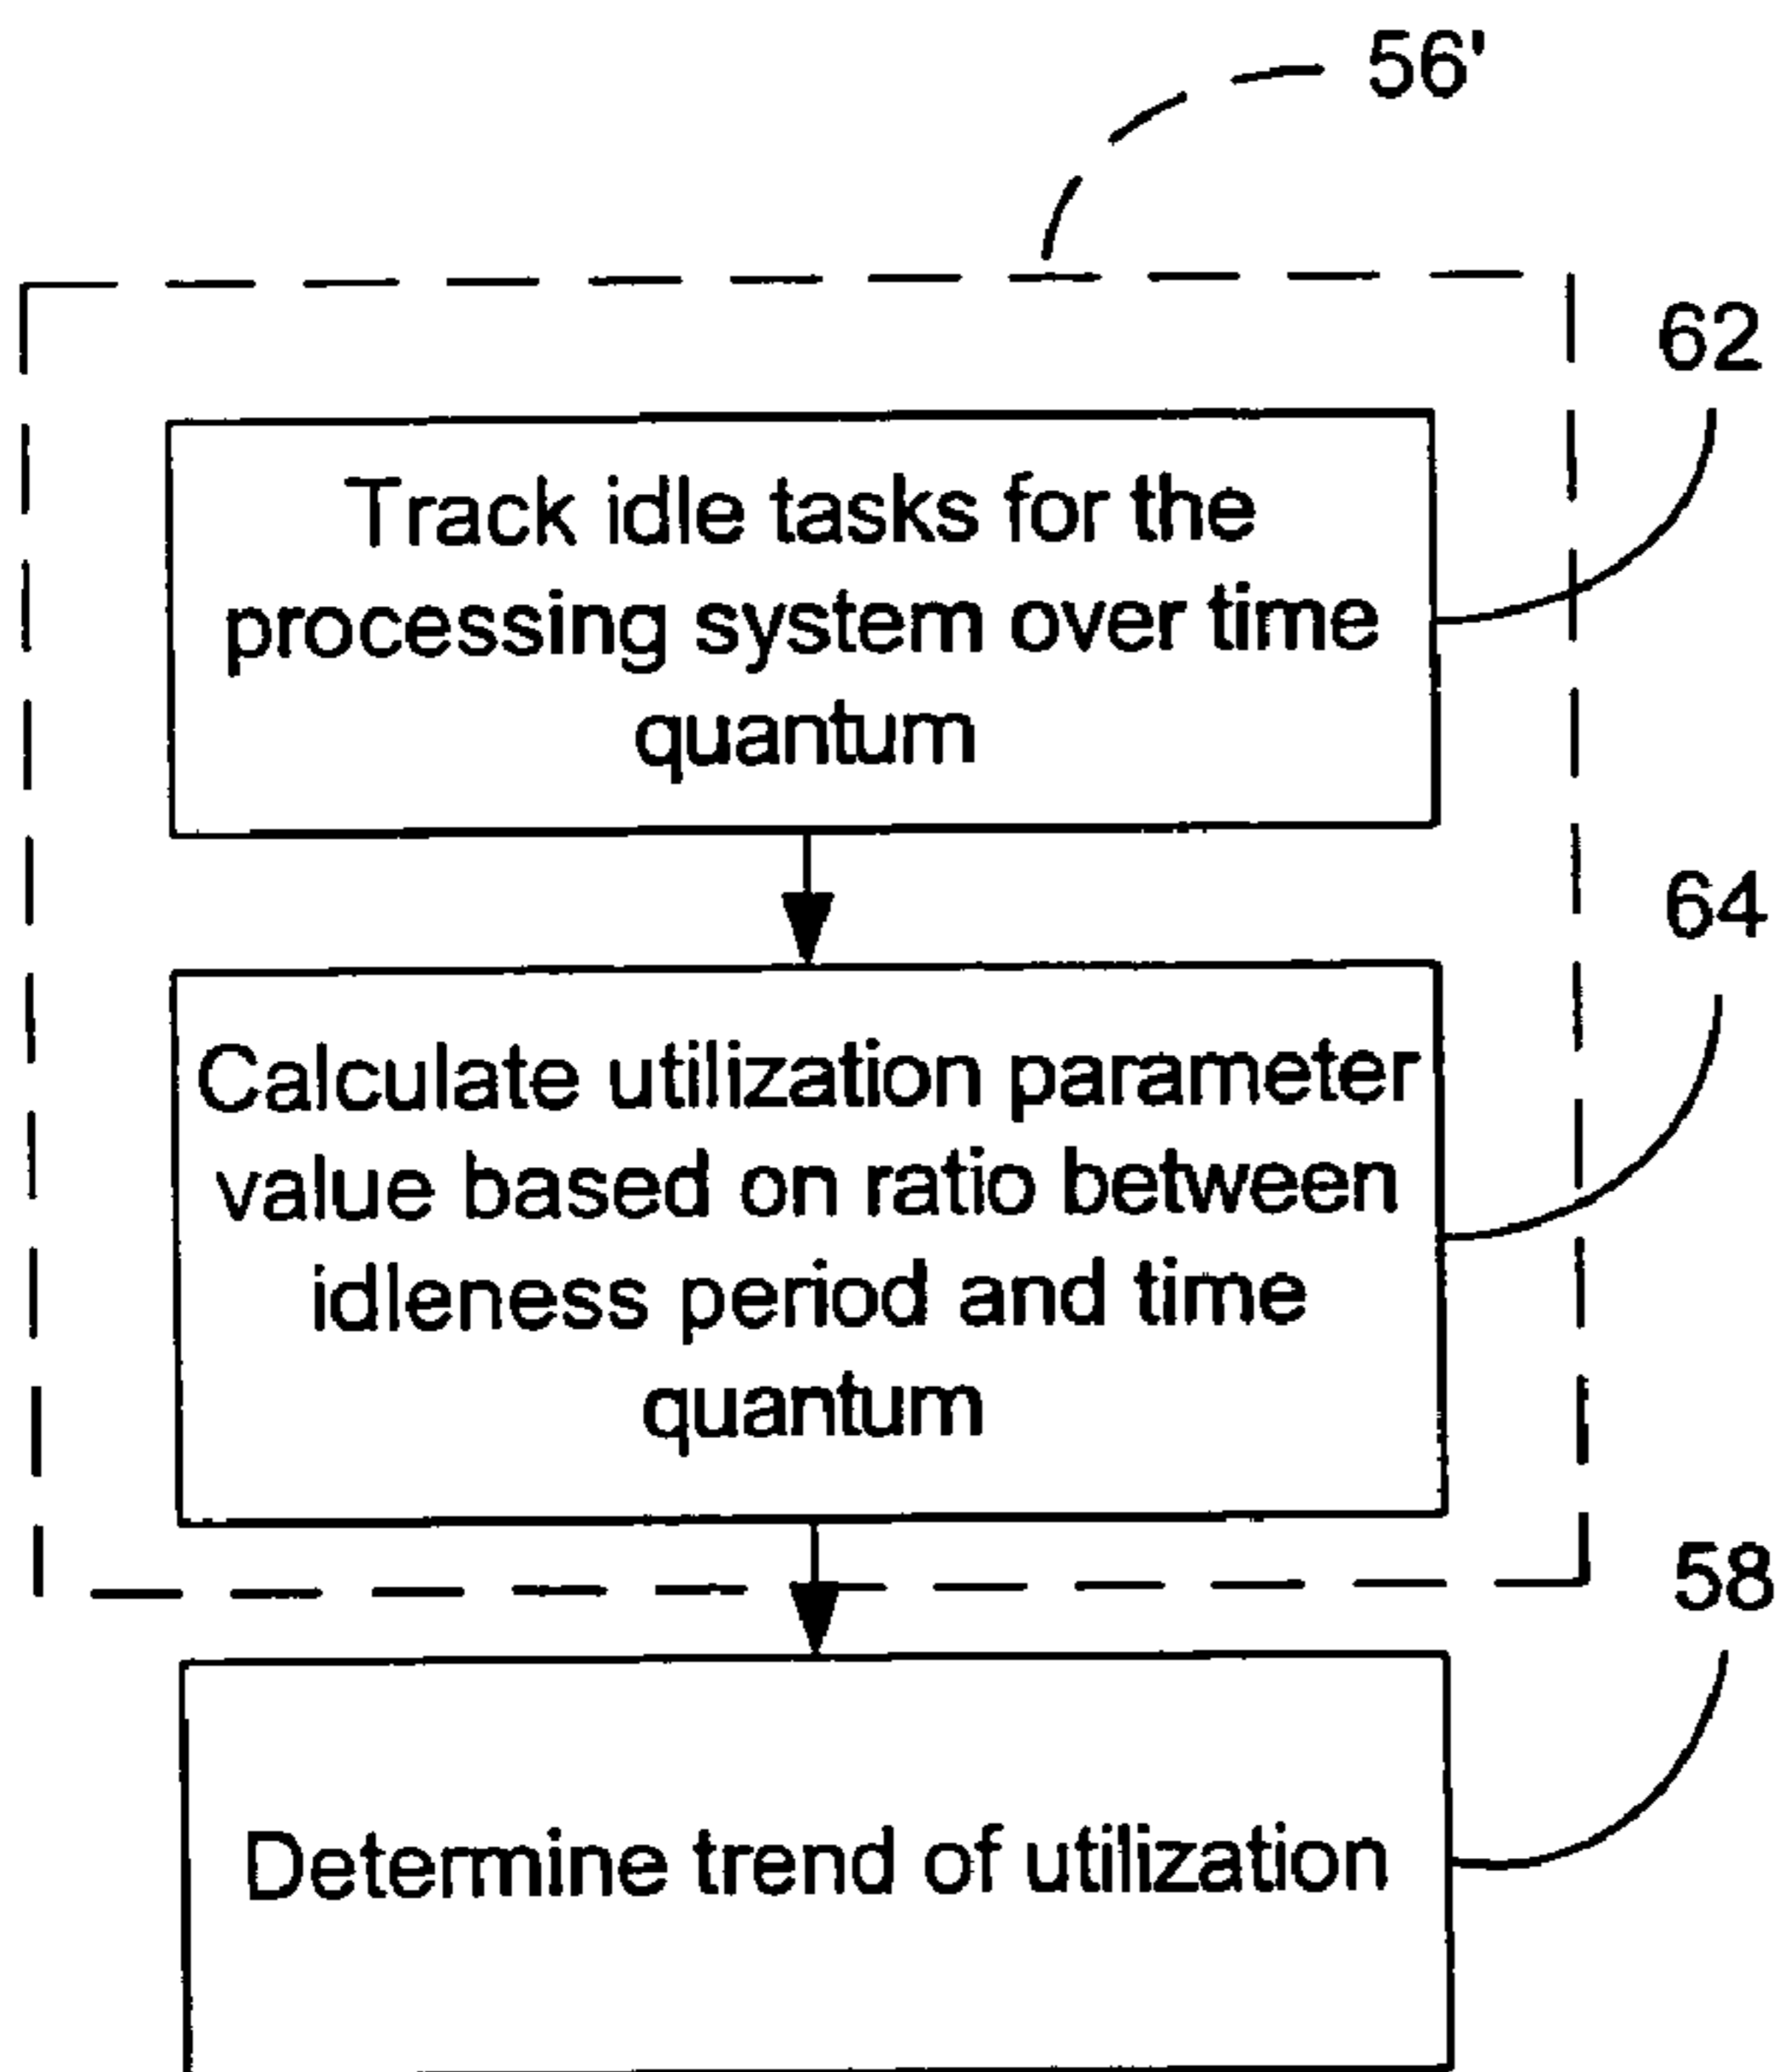 56'
62
Track idle tasks for the
processing system over time
quantum
64
Calculate utilization parameter
value based on ratio between
idleness period and time
quantum
58
Determine trend of utilization